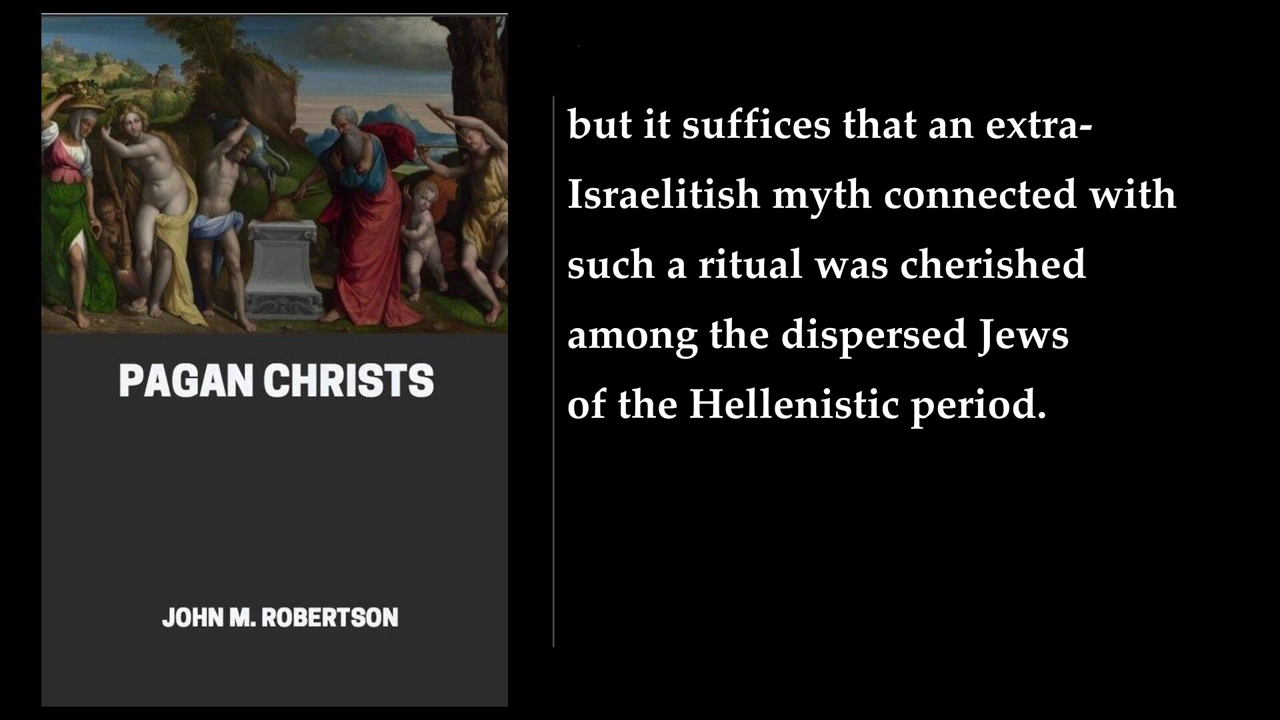 PAGAN CHRISTS
JOHN M. ROBERTSON
but it suffices that an extra-
Israelitish myth connected with
such a ritual was cherished
among the dispersed Jews
of the Hellenistic period.